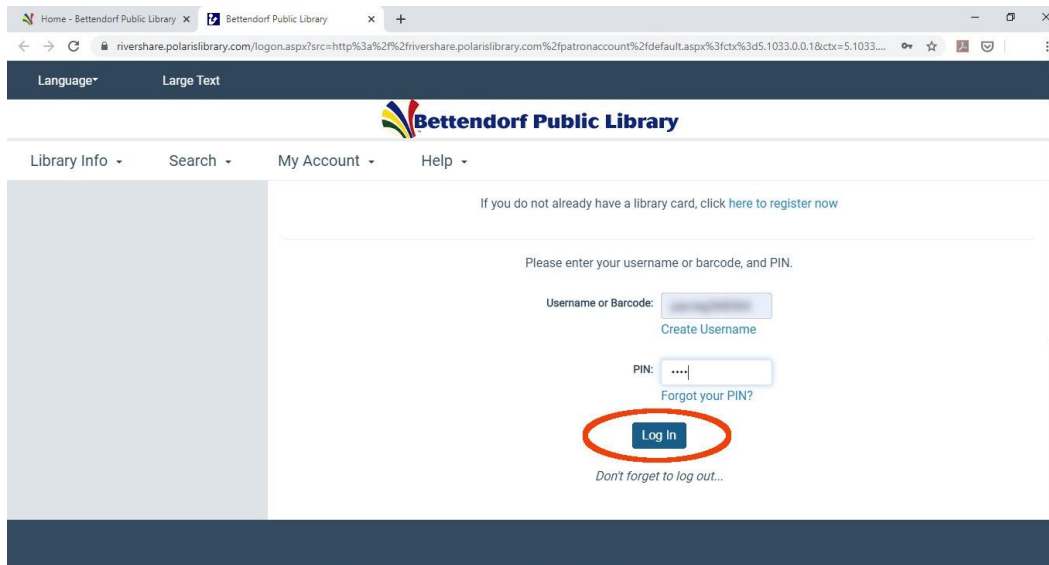 Home - Bettendorf Public Library Bettendorf Public Library
rivershare.polarislibrary.com/logon.aspx?src=http%3a%2f%2frivershare.polarislibrary.com%2fpatronaccount%2fdefault.aspx%3fctx%3d5.1033.0.0.1&ctx=5.1033....
Language Large Text
Bettendorf Public Library
Library Info Search My Account Help
If you do not already have a library card, click here to register now
Please enter your username or barcode, and PIN.
Username or Barcode:
Create Username
PIN: ••••
Forgot your PIN?
Log In
Don't forget to log out...